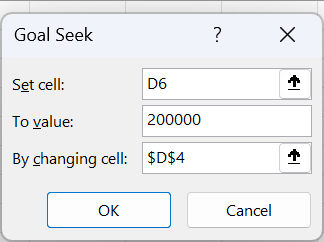 Goal Seek ?
Set cell: D6
To value: 200000
By changing cell: $D$4
OK Cancel